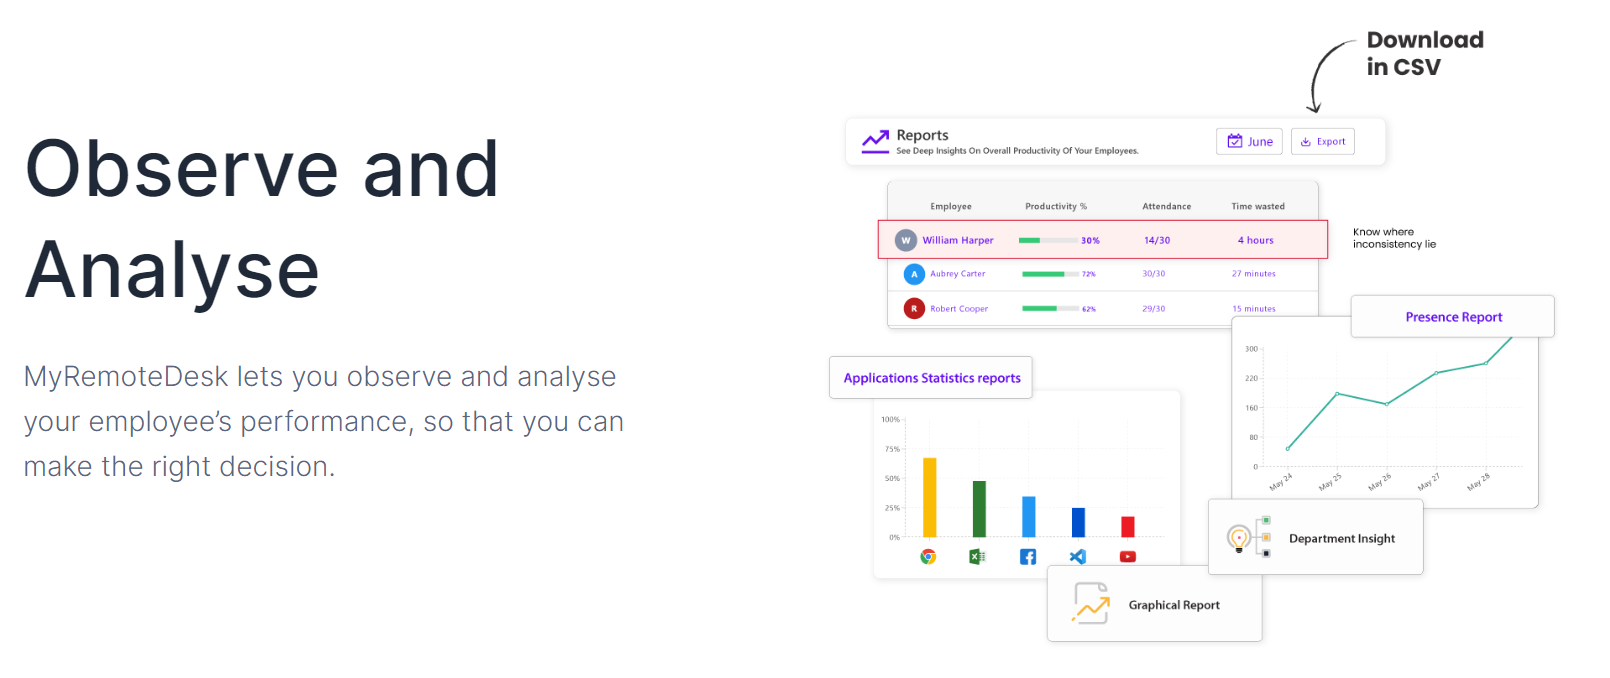 Observe and
Analyse
MyRemoteDesk lets you observe and analyse
your employee’s performance, so that you can
make the right decision.
Download
in CSV
Reports
See Deep Insights On Overall Productivity Of Your Employees.
June
Export
Employee Productivity % Attendance Time wasted
W William Harper 30% 14/30 4 hours
A Aubrey Carter 72% 30/30 27 minutes
R Robert Cooper 62% 29/30 15 minutes
Know where
inconsistency lie
Presence Report
300
220
160
80
0
May 24 May 25 May 26 May 27 May 28
Applications Statistics reports
100%
75%
50%
25%
0%
Department Insight
Graphical Report